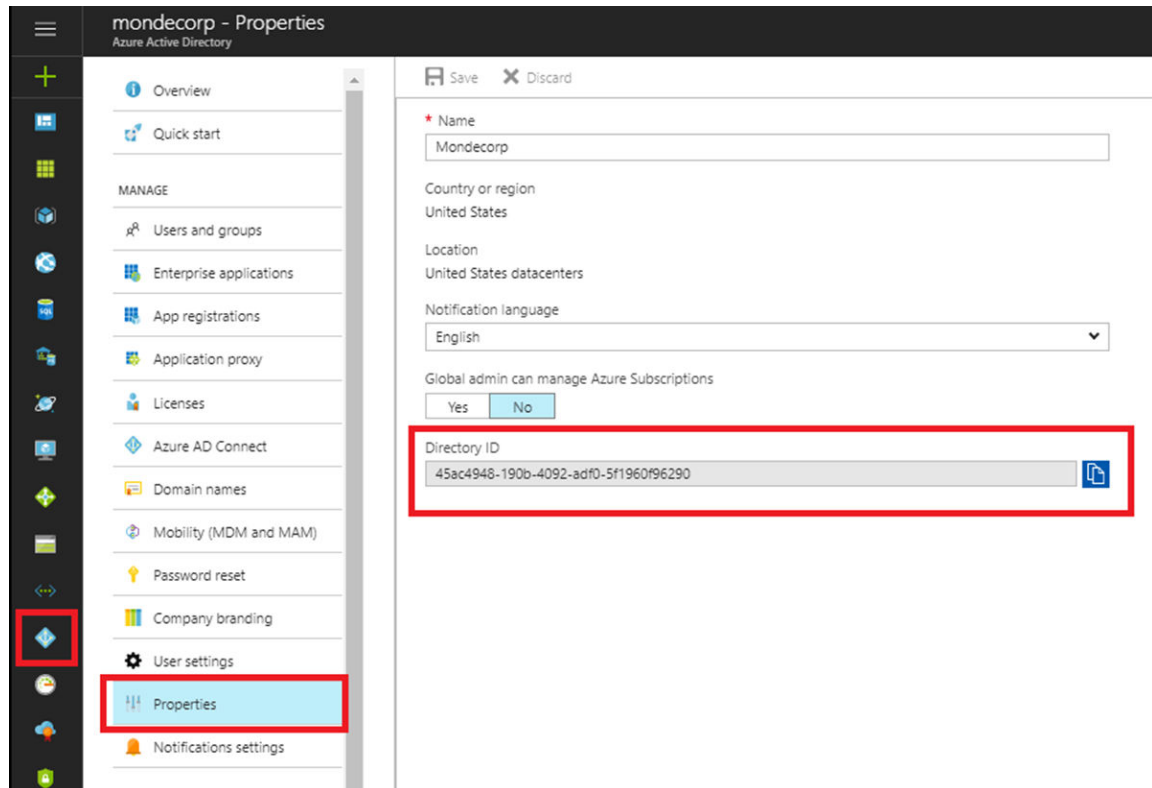 mondecorp - Properties
Azure Active Directory
Overview
Quick start
MANAGE
Users and groups
Enterprise applications
App registrations
Application proxy
Licenses
Azure AD Connect
Domain names
Mobility (MDM and MAM)
Password reset
Company branding
User settings
Properties
Notifications settings
Save
Discard
* Name
Mondecorp
Country or region
United States
Location
United States datacenters
Notification language
English
Global admin can manage Azure Subscriptions
Yes
No
Directory ID
45ac4948-190b-4092-adf0-5f1960f96290
SQL